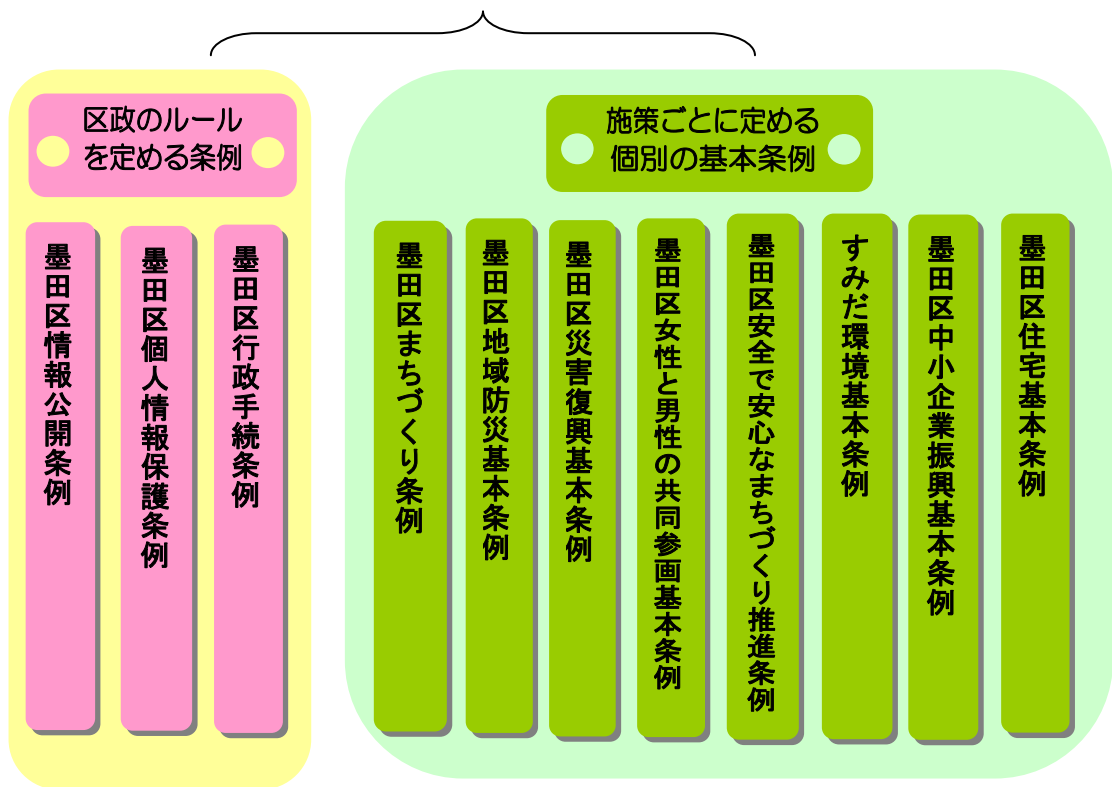 区政のルール
を定める条例
施策ごとに定める
個別の基本条例
墨田区情報公開条例
墨田区個人情報保護条例
墨田区行政手続条例
墨田区まちづくり条例
墨田区地域防災基本条例
墨田区災害復興基本条例
墨田区女性と男性の共同参画基本条例
墨田区安全で安心なまちづくり推進条例
すみだ環境基本条例
墨田区中小企業振興基本条例
墨田区住宅基本条例